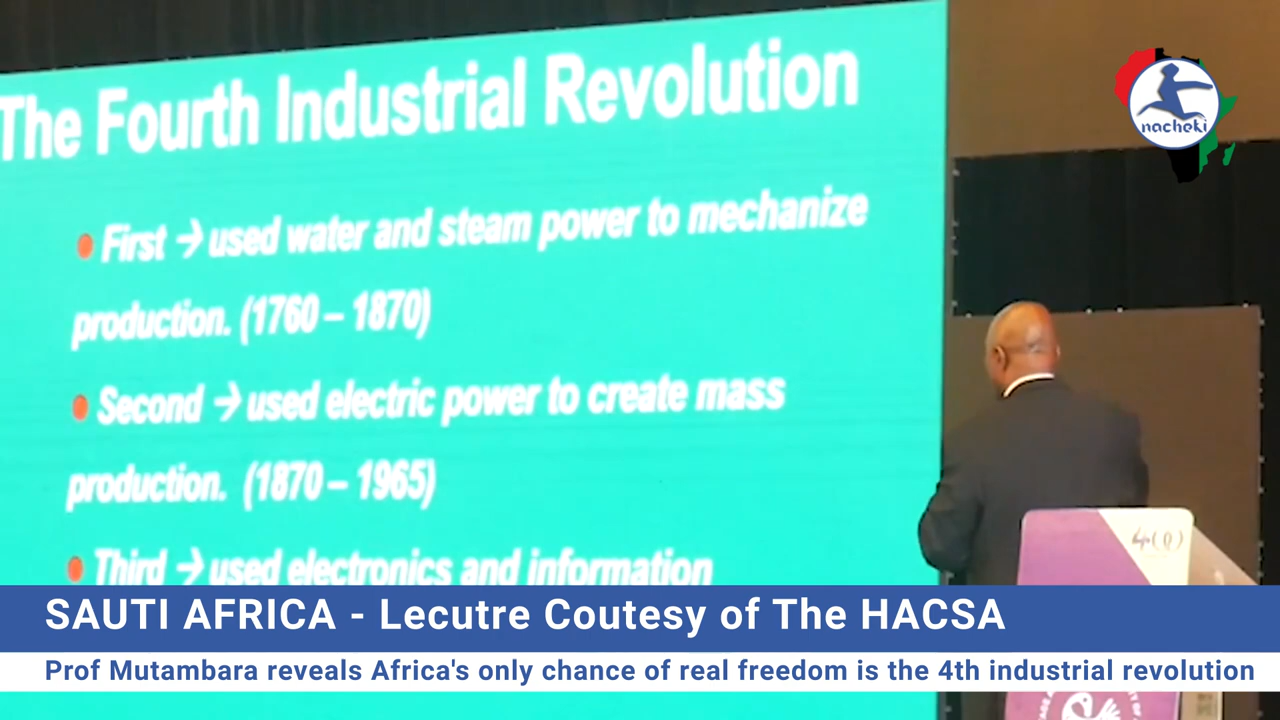 The Fourth Industrial Revolution
nacheki
First → used water and steam power to mechanize
production. (1760 – 1870)
Second → used electric power to create mass
production. (1870 – 1965)
Third → used electronics and information
SAUTI AFRICA - Lecutre Coutesy of The HACSA
Prof Mutambara reveals Africa's only chance of real freedom is the 4th industrial revolution